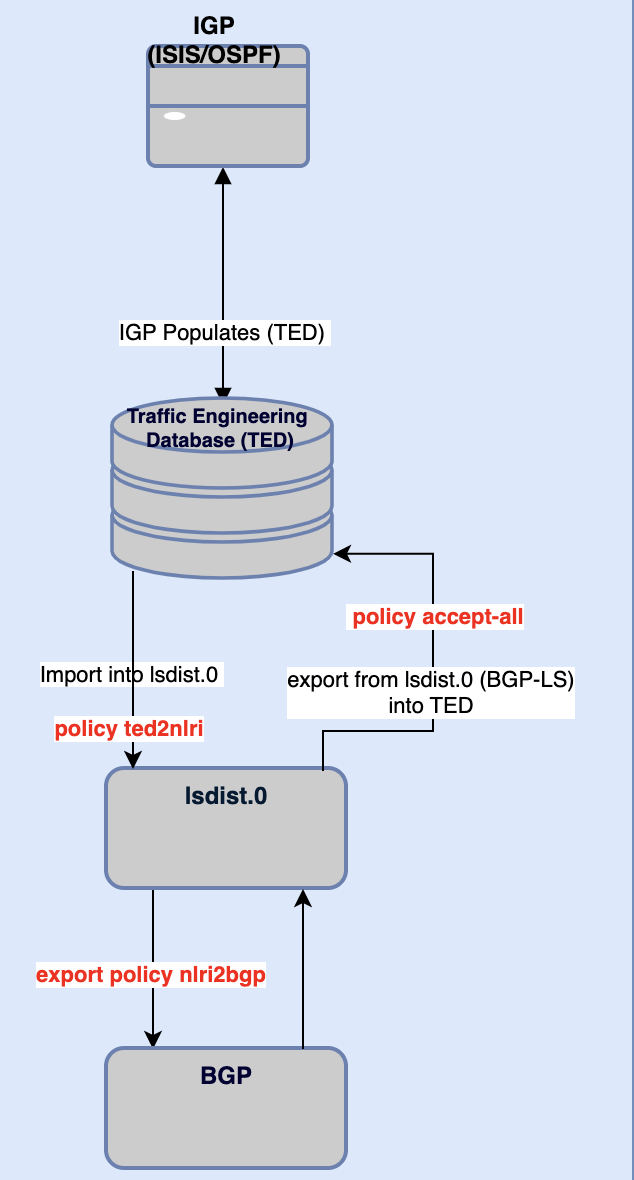 IGP
(ISIS/OSPF)
IGP Populates (TED)
Traffic Engineering
Database (TED)
policy accept-all
Import into lsdist.0
export from lsdist.0 (BGP-LS)
into TED
policy ted2nlri
lsdist.0
export policy nlri2bgp
BGP